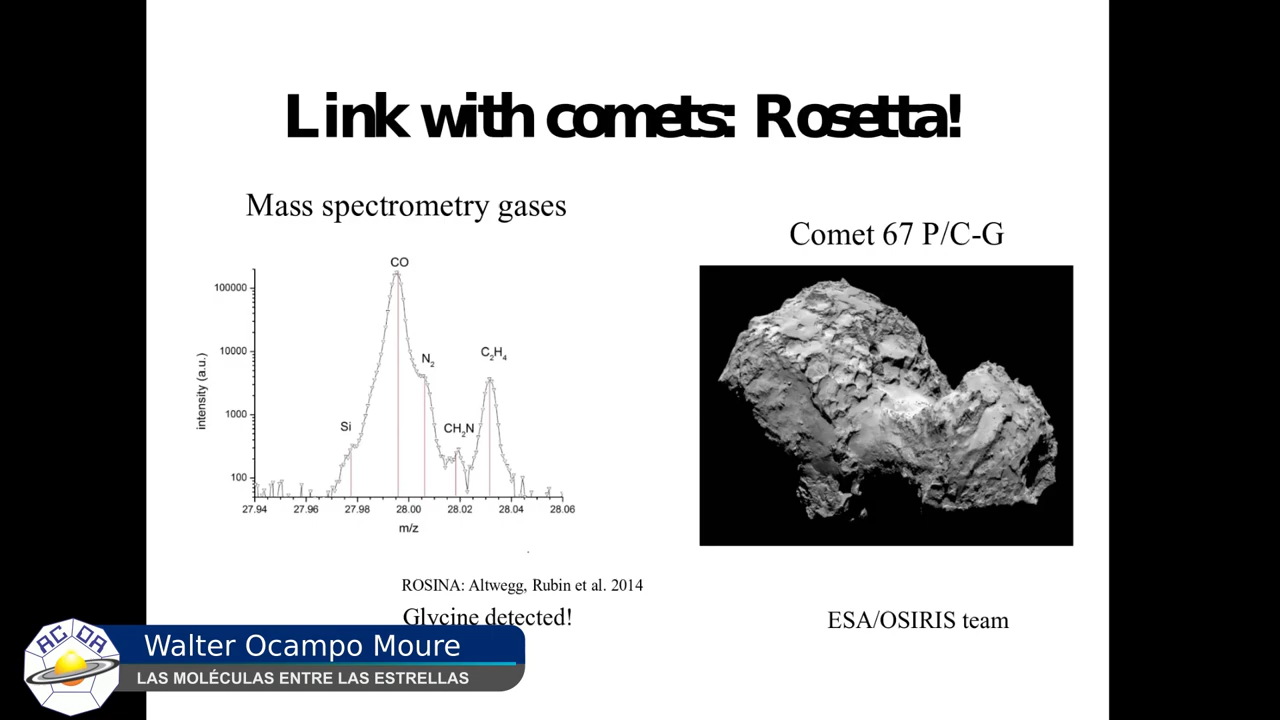 Link with comets: Rosetta!
Mass spectrometry gases
Comet 67 P/C-G
CO
100000
N2
C2H4
10000
intensity (a.u.)
1000
Si
CH2N
100
27.94 27.96 27.98 28.00 28.02 28.04 28.06
m/z
ROSINA: Altwegg, Rubin et al. 2014
Glycine detected!
ESA/OSIRIS team
ACDA
Walter Ocampo Moure
LAS MOLÉCULAS ENTRE LAS ESTRELLAS